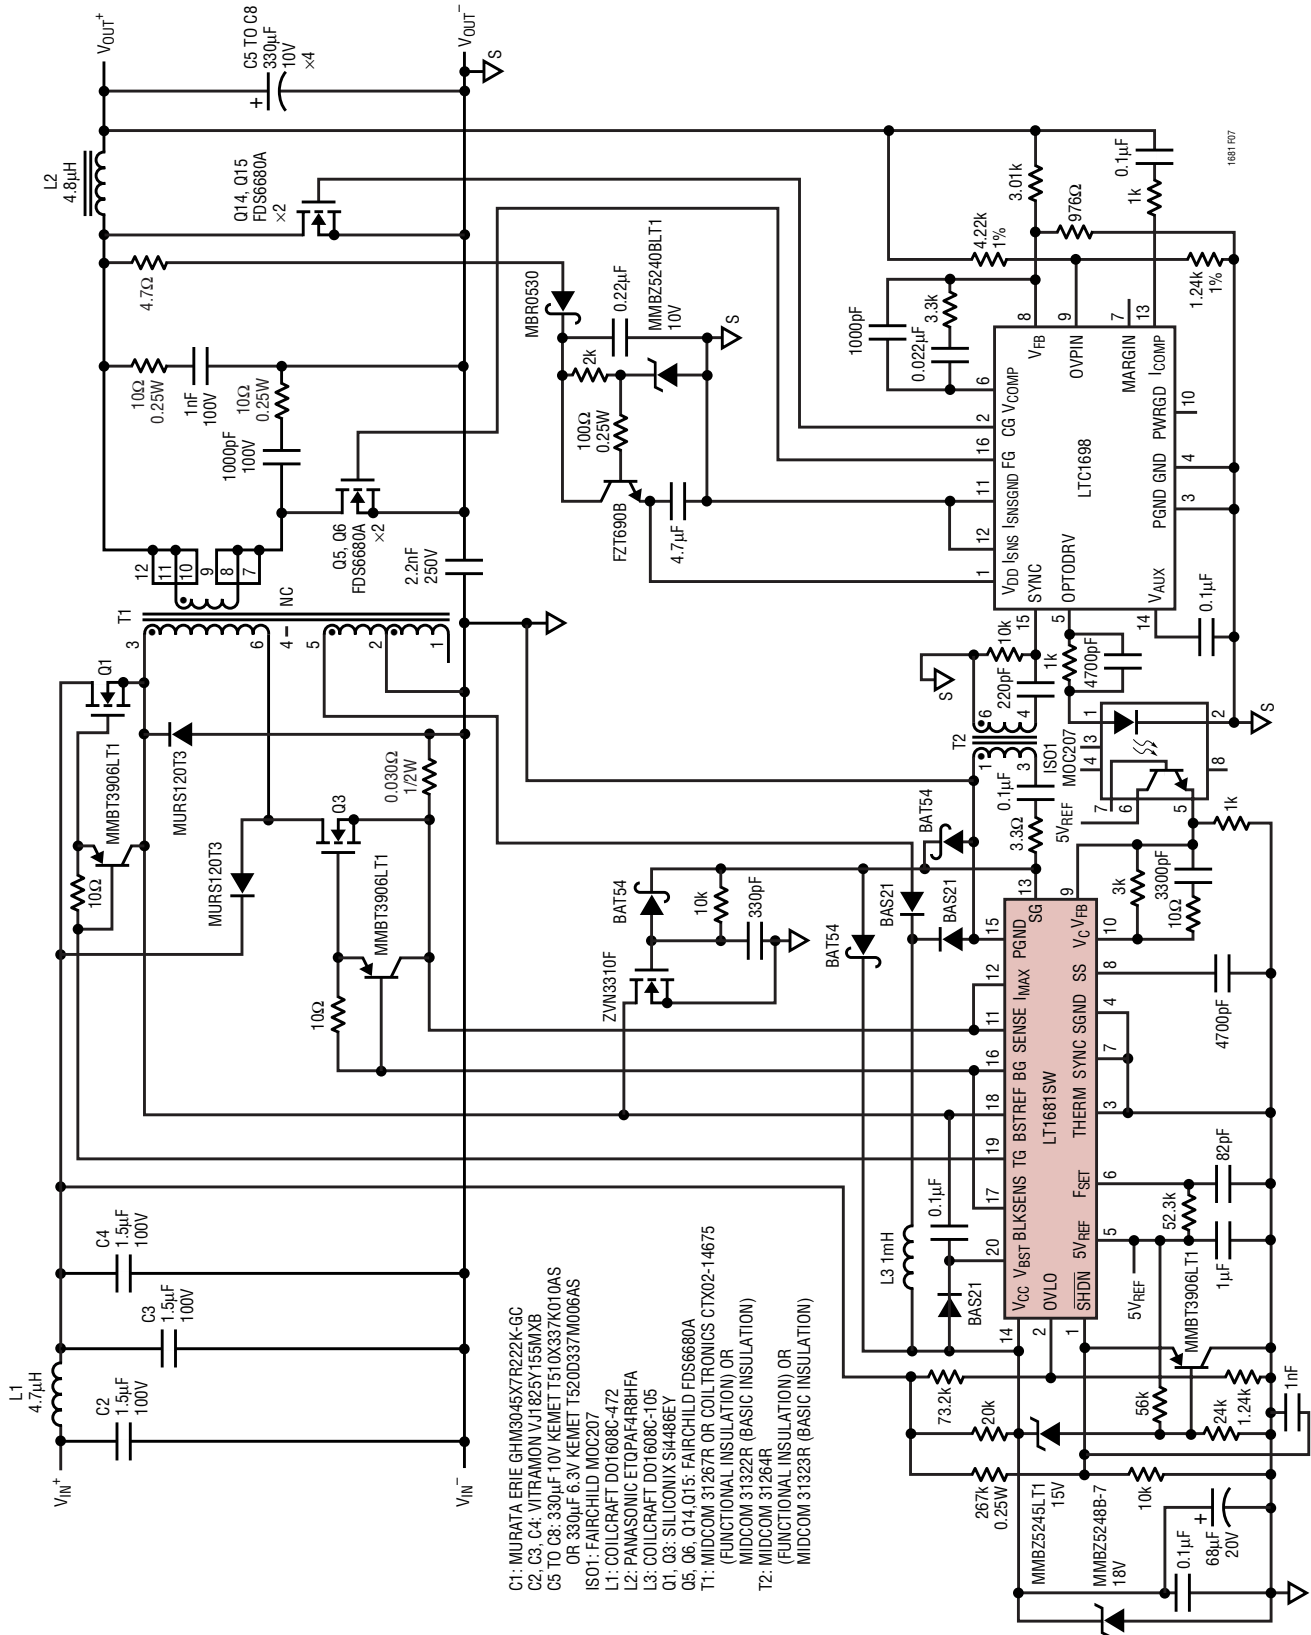 VIN+
L1
4.7µH
C2
1.5µF
100V
C3
1.5µF
100V
C4
1.5µF
100V
VIN–
10Ω
MMBT3906LT1
Q1
MURS120T3
MURS120T3
10Ω
MMBT3906LT1
Q3
0.030Ω
1/2W
T1
3
6
4
NC
5
2
1
12
11
10
9
8
7
2.2nF
250V
Q5, Q6
FDS6680A
×2
1000pF
100V
10Ω
0.25W
1nF
100V
10Ω
0.25W
4.7Ω
L2
4.8µH
Q14, Q15
FDS6680A
×2
C5 TO C8
330µF
10V
×4
+
VOUT+
VOUT–
S
C1: MURATA ERIE GHM3045X7R222K-GC
C2, C3, C4: VITRAMON VJ1825Y155MXB
C5 TO C8: 330µF 10V KEMET T510X337K010AS
OR 330µF 6.3V KEMET T520D337M006AS
ISO1: FAIRCHILD MOC207
L1: COILCRAFT DO1608C-472
L2: PANASONIC ETQPAF4R8HFA
L3: COILCRAFT DO1608C-105
Q1, Q3: SILICONIX Si4486EY
Q5, Q6, Q14,Q15: FAIRCHILD FDS6680A
T1: MIDCOM 31267R OR COILTRONICS CTX02-14675
(FUNCTIONAL INSULATION) OR
MIDCOM 31322R (BASIC INSULATION)
T2: MIDCOM 31264R
(FUNCTIONAL INSULATION) OR
MIDCOM 31323R (BASIC INSULATION)
ZVN3310F
BAT54
10k
330pF
BAT54
BAS21
BAS21
BAT54
L3 1mH
0.1µF
BAS21
FZT690B
100Ω
0.25W
2k
MBR0530
0.22µF
MMBZ5240BLT1
10V
4.7µF
S
73.2k
20k
267k
0.25W
MMBZ5245LT1
15V
MMBZ5248B-7
18V
0.1µF
68µF
20V
+
10k
56k
24k
1.24k
1nF
MMBT3906LT1
14
2
1
20
17
19
18
16
11
12
15
13
VCC
VBST
BLKSENS
TG
BSTREF
BG
SENSE
IMAX
PGND
SG
OVLO
LT1681SW
SHDN
5VREF
FSET
THERM
SYNC
SGND
SS
VC
VFB
5
6
3
7
4
8
10
9
5VREF
52.3k
1µF
82pF
4700pF
3k
3300pF
10Ω
1k
3.3Ω
0.1µF
T2
1
3
6
4
S
10k
220pF
1k
4700pF
ISO1
MOC207
5VREF
7
6
5
4
3
1
2
8
S
0.1µF
15
5
14
1
12
11
16
2
6
VDD
ISNS
ISNSGND
FG
CG
VCOMP
SYNC
OPTODRV
VAUX
LTC1698
PGND
GND
PWRGD
ICOMP
MARGIN
OVPIN
VFB
3
4
10
8
9
7
13
1000pF
0.022µF
3.3k
4.22k
1%
3.01k
976Ω
1.24k
1%
1k
0.1µF
1681 F07